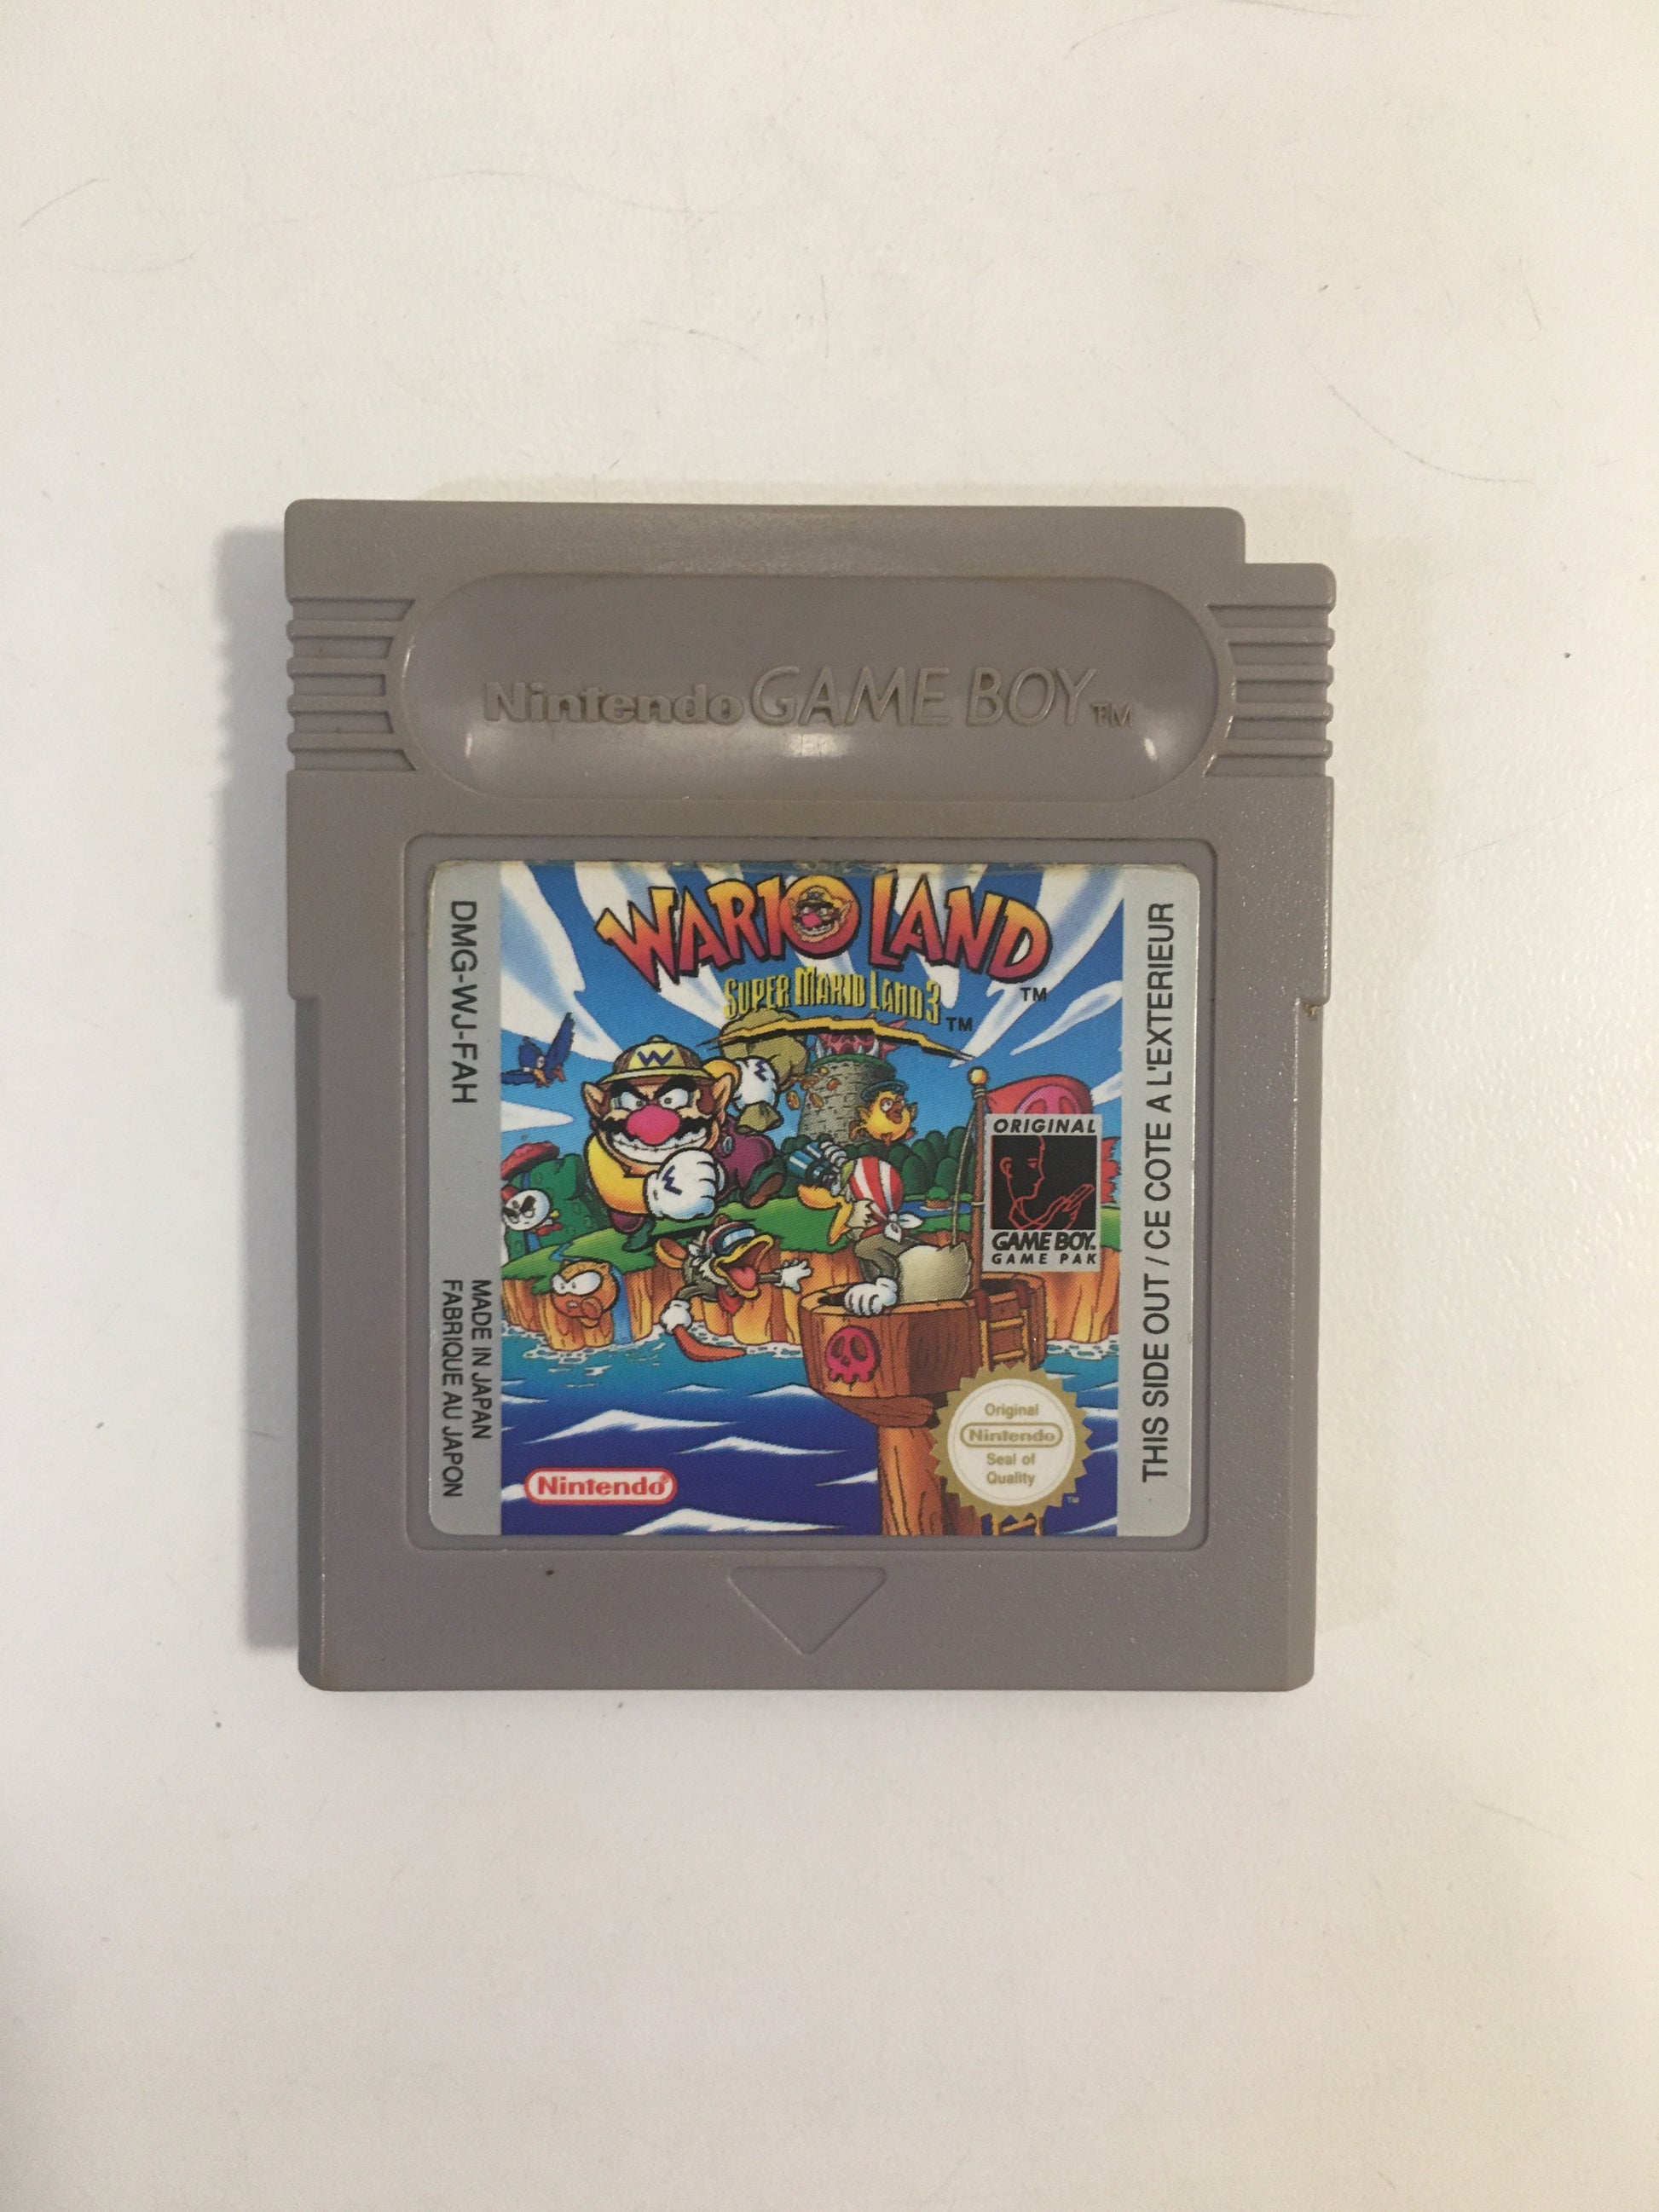 Nintendo GAME BOY TM
WARIO LAND TM
SUPER MARIO LAND 3 TM
W
ORIGINAL
GAME BOY
GAME PAK
Original
Nintendo
Seal of
Quality
TM
Nintendo®
DMG-WJ-FAH
MADE IN JAPAN
FABRIQUE AU JAPON
THIS SIDE OUT / CE COTE A L'EXTERIEUR